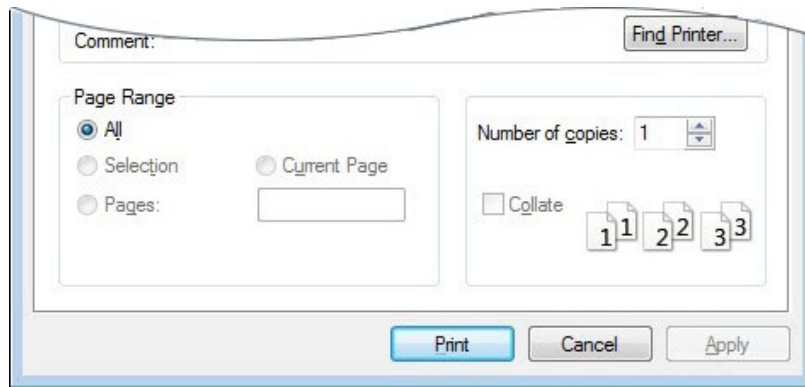 Comment:
Find Printer...
Page Range
All
Selection
Current Page
Pages:
Number of copies: 1
Collate
1 1 2 2 3 3
Print
Cancel
Apply